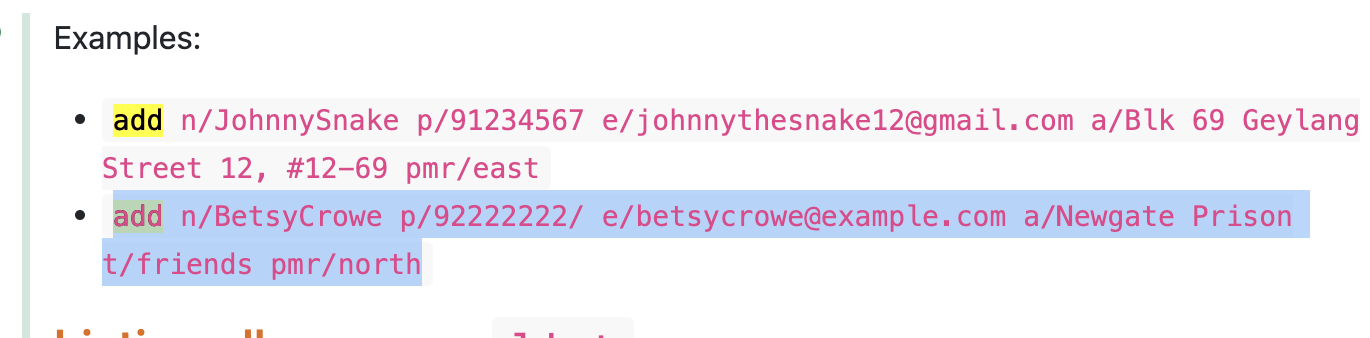 Examples:
add n/JohnnySnake p/91234567 e/johnnythesnake12@gmail.com a/Blk 69 Geylang
Street 12, #12-69 pmr/east
add n/BetsyCrowe p/92222222/ e/betsycrowe@example.com a/Newgate Prison
t/friends pmr/north